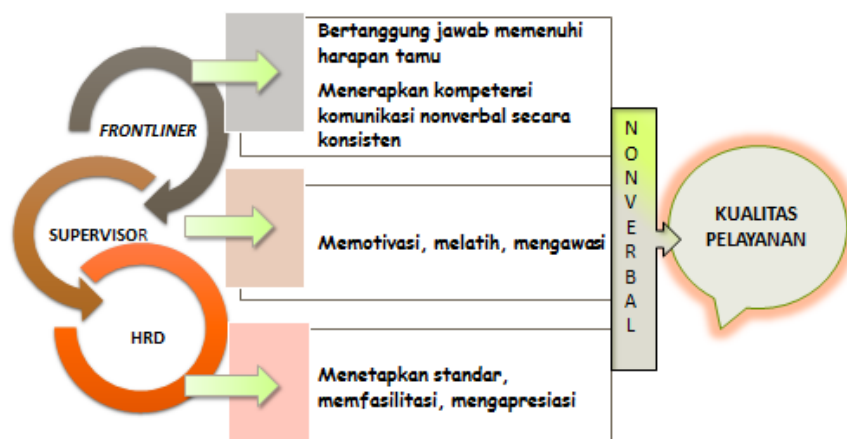 FRONTLINER
Bertanggung jawab memenuhi
harapan tamu
Menerapkan kompetensi
komunikasi nonverbal secara
konsisten
SUPERVISOR
Memotivasi, melatih, mengawasi
HRD
Menetapkan standar,
memfasilitasi, mengapresiasi
NONVERBAL
KUALITAS
PELAYANAN